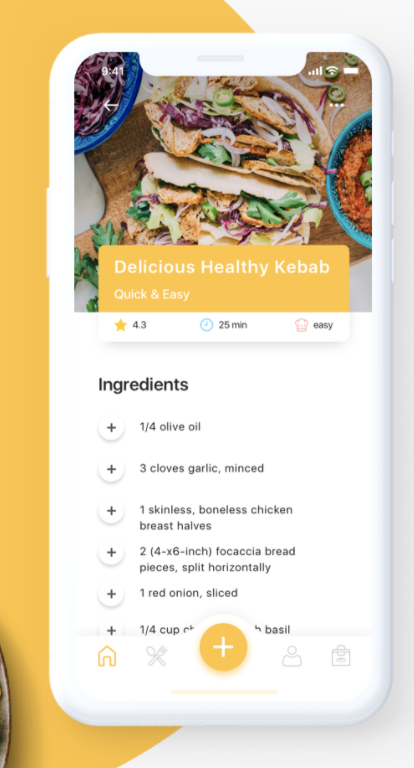 9:41
Delicious Healthy Kebab
Quick & Easy
4.3
25 min
easy
Ingredients
1/4 olive oil
3 cloves garlic, minced
1 skinless, boneless chicken
breast halves
2 (4-x6-inch) focaccia bread
pieces, split horizontally
1 red onion, sliced
1/4 cup basil